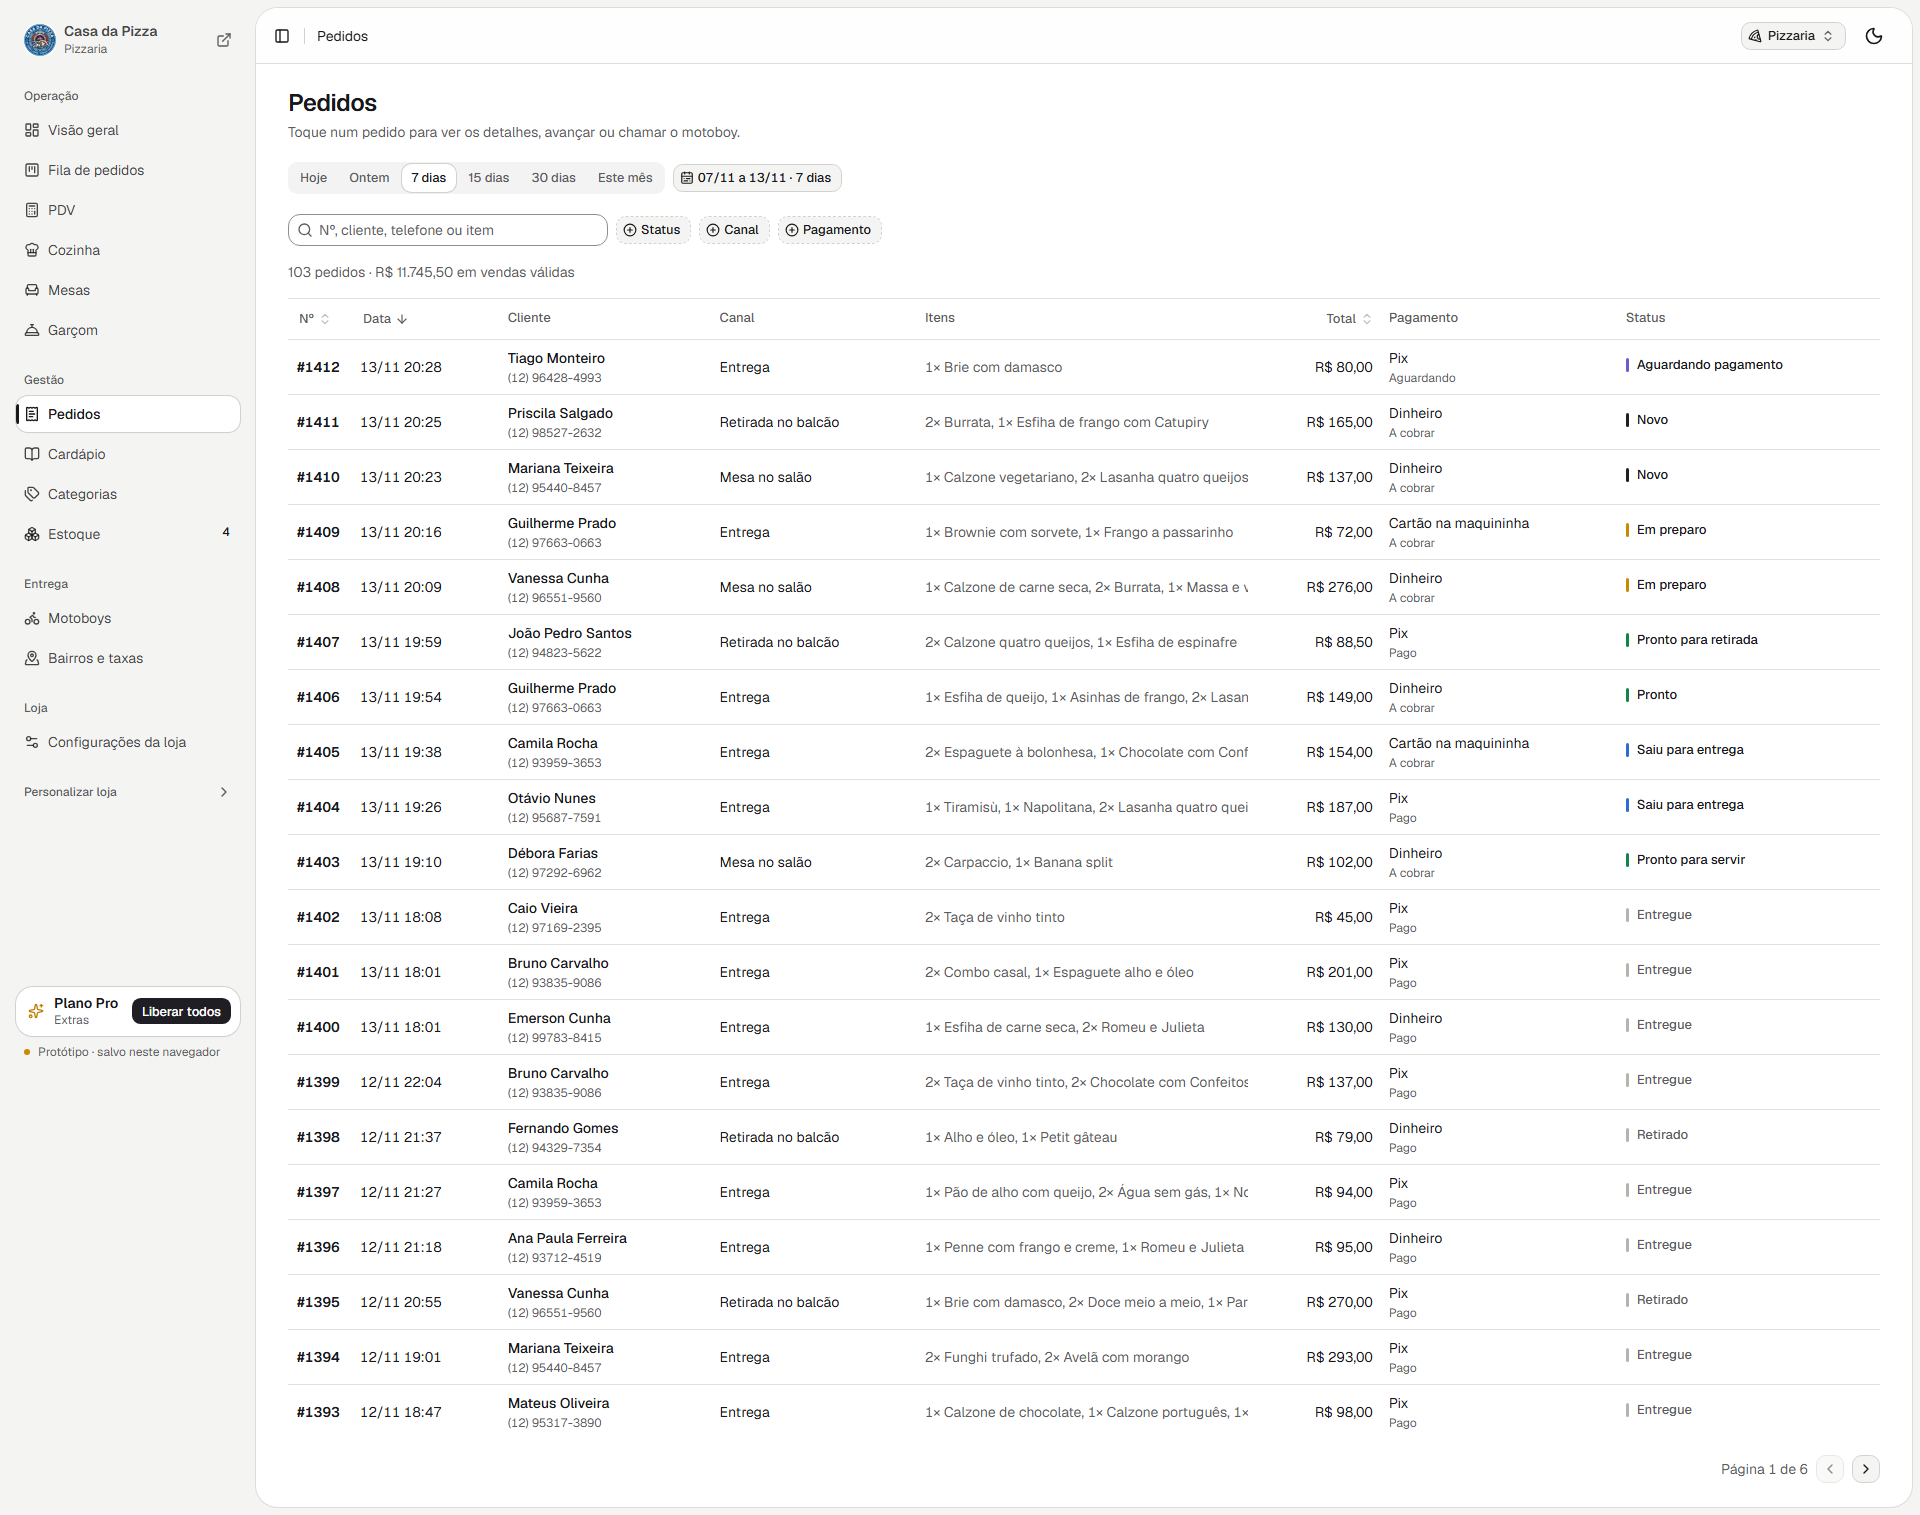 Casa da Pizza
Pizzaria
Operação
Visão geral
Fila de pedidos
PDV
Cozinha
Mesas
Garçom
Gestão
Pedidos
Cardápio
Categorias
Estoque 4
Entrega
Motoboys
Bairros e taxas
Loja
Configurações da loja
Personalizar loja
Plano Pro
Extras
Liberar todos
Protótipo · salvo neste navegador
Pedidos
Pizzaria
Pedidos
Toque num pedido para ver os detalhes, avançar ou chamar o motoboy.
Hoje Ontem 7 dias 15 dias 30 dias Este mês 07/11 a 13/11 · 7 dias
Nº, cliente, telefone ou item Status Canal Pagamento
103 pedidos · R$ 11.745,50 em vendas válidas
Nº Data Cliente Canal Itens Total Pagamento Status
#1412 13/11 20:28 Tiago Monteiro (12) 96428-4993 Entrega 1× Brie com damasco R$ 80,00 Pix Aguardando Aguardando pagamento
#1411 13/11 20:25 Priscila Salgado (12) 98527-2632 Retirada no balcão 2× Burrata, 1× Esfiha de frango com Catupiry R$ 165,00 Dinheiro A cobrar Novo
#1410 13/11 20:23 Mariana Teixeira (12) 95440-8457 Mesa no salão 1× Calzone vegetariano, 2× Lasanha quatro queijos R$ 137,00 Dinheiro A cobrar Novo
#1409 13/11 20:16 Guilherme Prado (12) 97663-0663 Entrega 1× Brownie com sorvete, 1× Frango a passarinho R$ 72,00 Cartão na maquininha A cobrar Em preparo
#1408 13/11 20:09 Vanessa Cunha (12) 96551-9560 Mesa no salão 1× Calzone de carne seca, 2× Burrata, 1× Massa e R$ 276,00 Dinheiro A cobrar Em preparo
#1407 13/11 19:59 João Pedro Santos (12) 94823-5622 Retirada no balcão 2× Calzone quatro queijos, 1× Esfiha de espinafre R$ 88,50 Pix Pago Pronto para retirada
#1406 13/11 19:54 Guilherme Prado (12) 97663-0663 Entrega 1× Esfiha de queijo, 1× Asinhas de frango, 2× Lasan R$ 149,00 Dinheiro A cobrar Pronto
#1405 13/11 19:38 Camila Rocha (12) 93959-3653 Entrega 2× Espaguete à bolonhesa, 1× Chocolate com Conf R$ 154,00 Cartão na maquininha A cobrar Saiu para entrega
#1404 13/11 19:26 Otávio Nunes (12) 95687-7591 Entrega 1× Tiramisù, 1× Napolitana, 2× Lasanha quatro quei R$ 187,00 Pix Pago Saiu para entrega
#1403 13/11 19:10 Débora Farias (12) 97292-6962 Mesa no salão 2× Carpaccio, 1× Banana split R$ 102,00 Dinheiro A cobrar Pronto para servir
#1402 13/11 18:08 Caio Vieira (12) 97169-2395 Entrega 2× Taça de vinho tinto R$ 45,00 Pix Pago Entregue
#1401 13/11 18:01 Bruno Carvalho (12) 93835-9086 Entrega 2× Combo casal, 1× Espaguete alho e óleo R$ 201,00 Pix Pago Entregue
#1400 13/11 18:01 Emerson Cunha (12) 99783-8415 Entrega 1× Esfiha de carne seca, 2× Romeu e Julieta R$ 130,00 Dinheiro Pago Entregue
#1399 12/11 22:04 Bruno Carvalho (12) 93835-9086 Entrega 2× Taça de vinho tinto, 2× Chocolate com Confeitos R$ 137,00 Pix Pago Entregue
#1398 12/11 21:37 Fernando Gomes (12) 94329-7354 Retirada no balcão 1× Alho e óleo, 1× Petit gâteau R$ 79,00 Dinheiro Pago Retirado
#1397 12/11 21:27 Camila Rocha (12) 93959-3653 Entrega 1× Pão de alho com queijo, 2× Água sem gás, 1× R$ 94,00 Pix Pago Entregue
#1396 12/11 21:18 Ana Paula Ferreira (12) 93712-4519 Entrega 1× Penne com frango e creme, 1× Romeu e Julieta R$ 95,00 Dinheiro Pago Entregue
#1395 12/11 20:55 Vanessa Cunha (12) 96551-9560 Retirada no balcão 1× Brie com damasco, 2× Doce meio a meio, 1× Par R$ 270,00 Pix Pago Retirado
#1394 12/11 19:01 Mariana Teixeira (12) 95440-8457 Entrega 2× Funghi trufado, 2× Avelã com morango R$ 293,00 Pix Pago Entregue
#1393 12/11 18:47 Mateus Oliveira (12) 95317-3890 Entrega 1× Calzone de chocolate, 1× Calzone português, 1× R$ 98,00 Pix Pago Entregue
Página 1 de 6